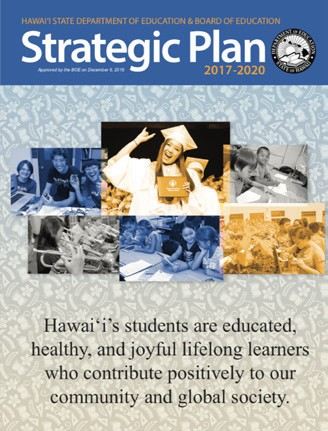 HAWAI‘I STATE DEPARTMENT OF EDUCATION & BOARD OF EDUCATION
Strategic Plan
Approved by the BOE on December 6, 2016
2017-2020
DEPARTMENT OF EDUCATION
STATE OF HAWAII
Hawai‘i’s students are educated,
healthy, and joyful lifelong learners
who contribute positively to our
community and global society.